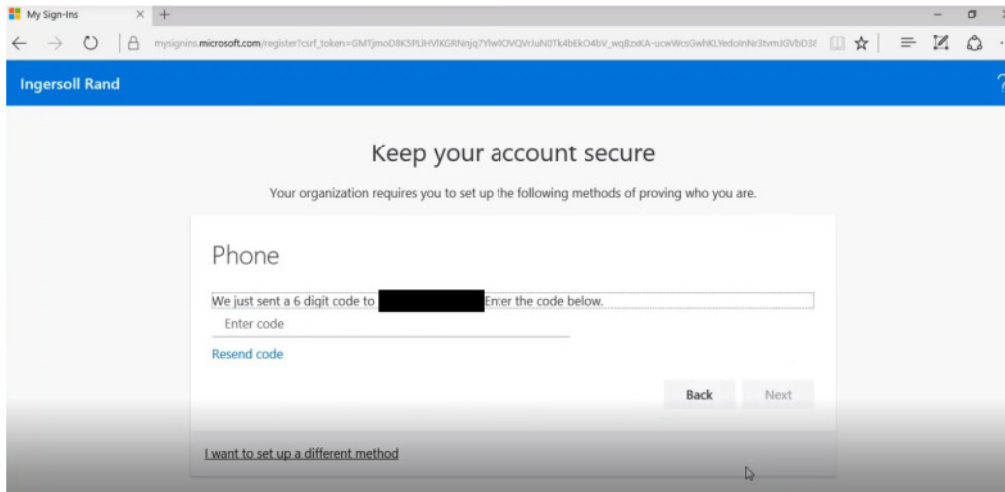 My Sign-Ins
Ingersoll Rand
?
Keep your account secure
Your organization requires you to set up the following methods of proving who you are.
Phone
We just sent a 6 digit code to Enter the code below.
Enter code
Resend code
Back Next
I want to set up a different method